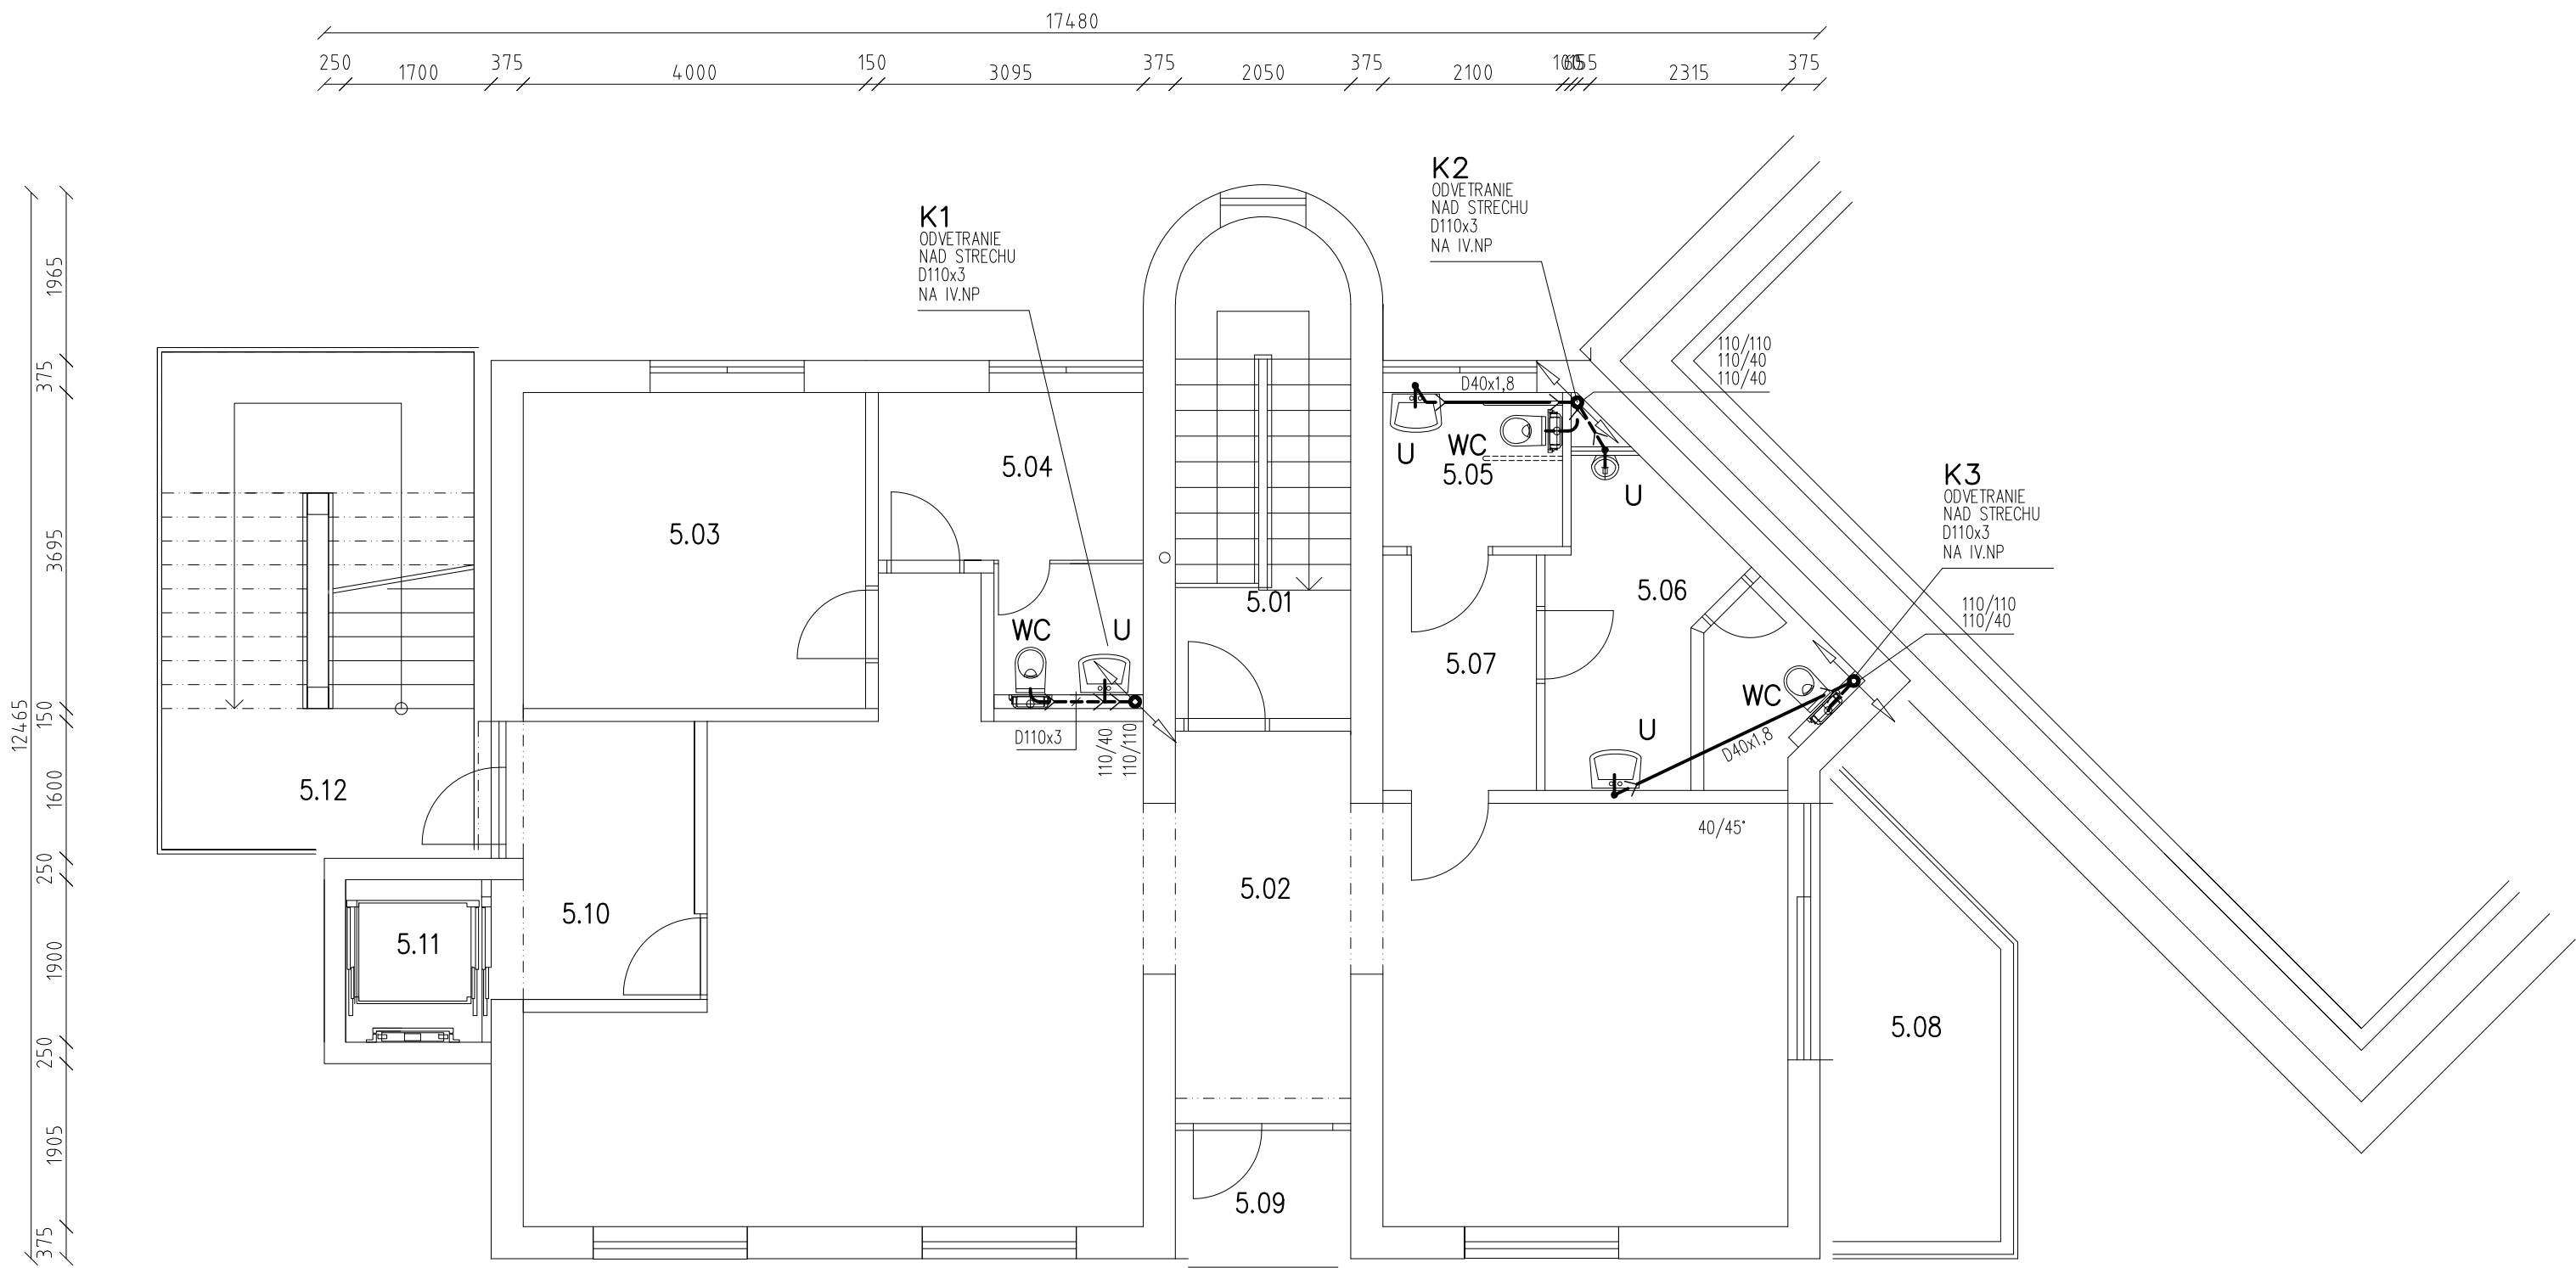 17480
250
1700
375
4000
150
3095
375
2050
375
2100
2315
375
12465
1965
375
3695
150
1600
250
1900
250
1905
375
K1
ODVETRANIE
NAD STRECHU
D110x3
NA IV.NP
K2
ODVETRANIE
NAD STRECHU
D110x3
NA IV.NP
K3
ODVETRANIE
NAD STRECHU
D110x3
NA IV.NP
110/110
110/40
110/40
D40x1,8
U
WC
5.05
U
5.04
5.03
5.01
5.06
110/110
110/40
WC
U
5.07
WC
U
D40x1,8
D110x3
110/40
110/110
5.12
40/45°
5.02
5.10
5.11
5.08
5.09